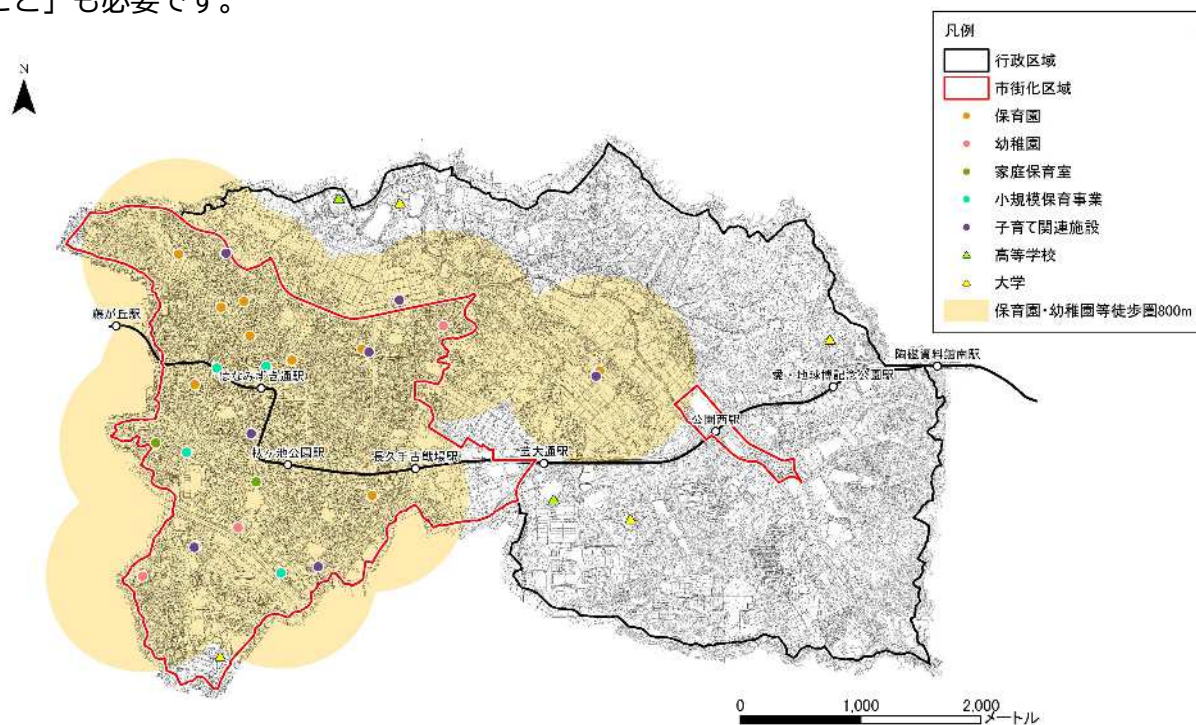 こと」も必要です。
N
凡例
行政区域
市街化区域
保育園
幼稚園
家庭保育室
小規模保育事業
子育て関連施設
高等学校
大学
保育園・幼稚園等徒歩圏800m
藤が丘駅
はなみずき通駅
杁ヶ池公園駅
長久手古戦場駅
芸大通駅
公園西駅
愛・地球博記念公園駅
陶磁資料館南駅
0 1,000 2,000
メートル